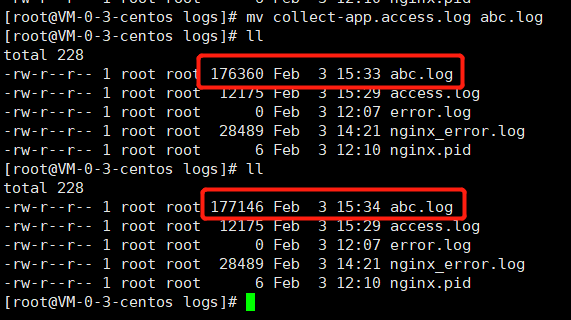 -rw-r--r-- 1 root root 6 Feb 3 12:10 nginx.pid
[root@VM-0-3-centos logs]# mv collect-app.access.log abc.log
[root@VM-0-3-centos logs]# ll
total 228
-rw-r--r-- 1 root root 176360 Feb  3 15:33 abc.log
-rw-r--r-- 1 root root  12175 Feb  3 15:29 access.log
-rw-r--r-- 1 root root      0 Feb  3 12:07 error.log
-rw-r--r-- 1 root root  28489 Feb  3 14:21 nginx_error.log
-rw-r--r-- 1 root root      6 Feb  3 12:10 nginx.pid
[root@VM-0-3-centos logs]# ll
total 228
-rw-r--r-- 1 root root 177146 Feb  3 15:34 abc.log
-rw-r--r-- 1 root root  12175 Feb  3 15:29 access.log
-rw-r--r-- 1 root root      0 Feb  3 12:07 error.log
-rw-r--r-- 1 root root  28489 Feb  3 14:21 nginx_error.log
-rw-r--r-- 1 root root      6 Feb  3 12:10 nginx.pid
[root@VM-0-3-centos logs]#